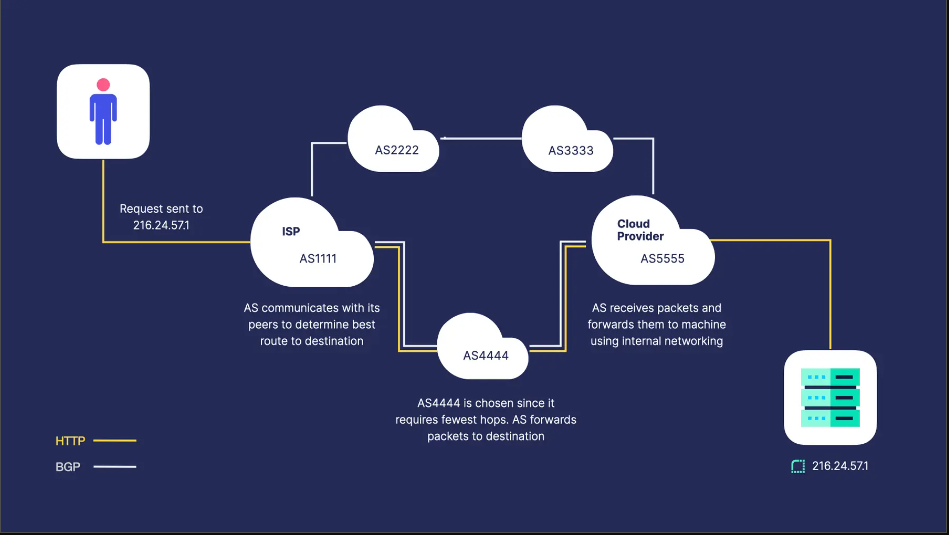 AS2222
AS3333
Request sent to
216.24.57.1
ISP
AS1111
Cloud
Provider
AS5555
AS communicates with its
peers to determine best
route to destination
AS receives packets and
forwards them to machine
using internal networking
AS4444
AS4444 is chosen since it
requires fewest hops. AS forwards
packets to destination
HTTP
BGP
216.24.57.1